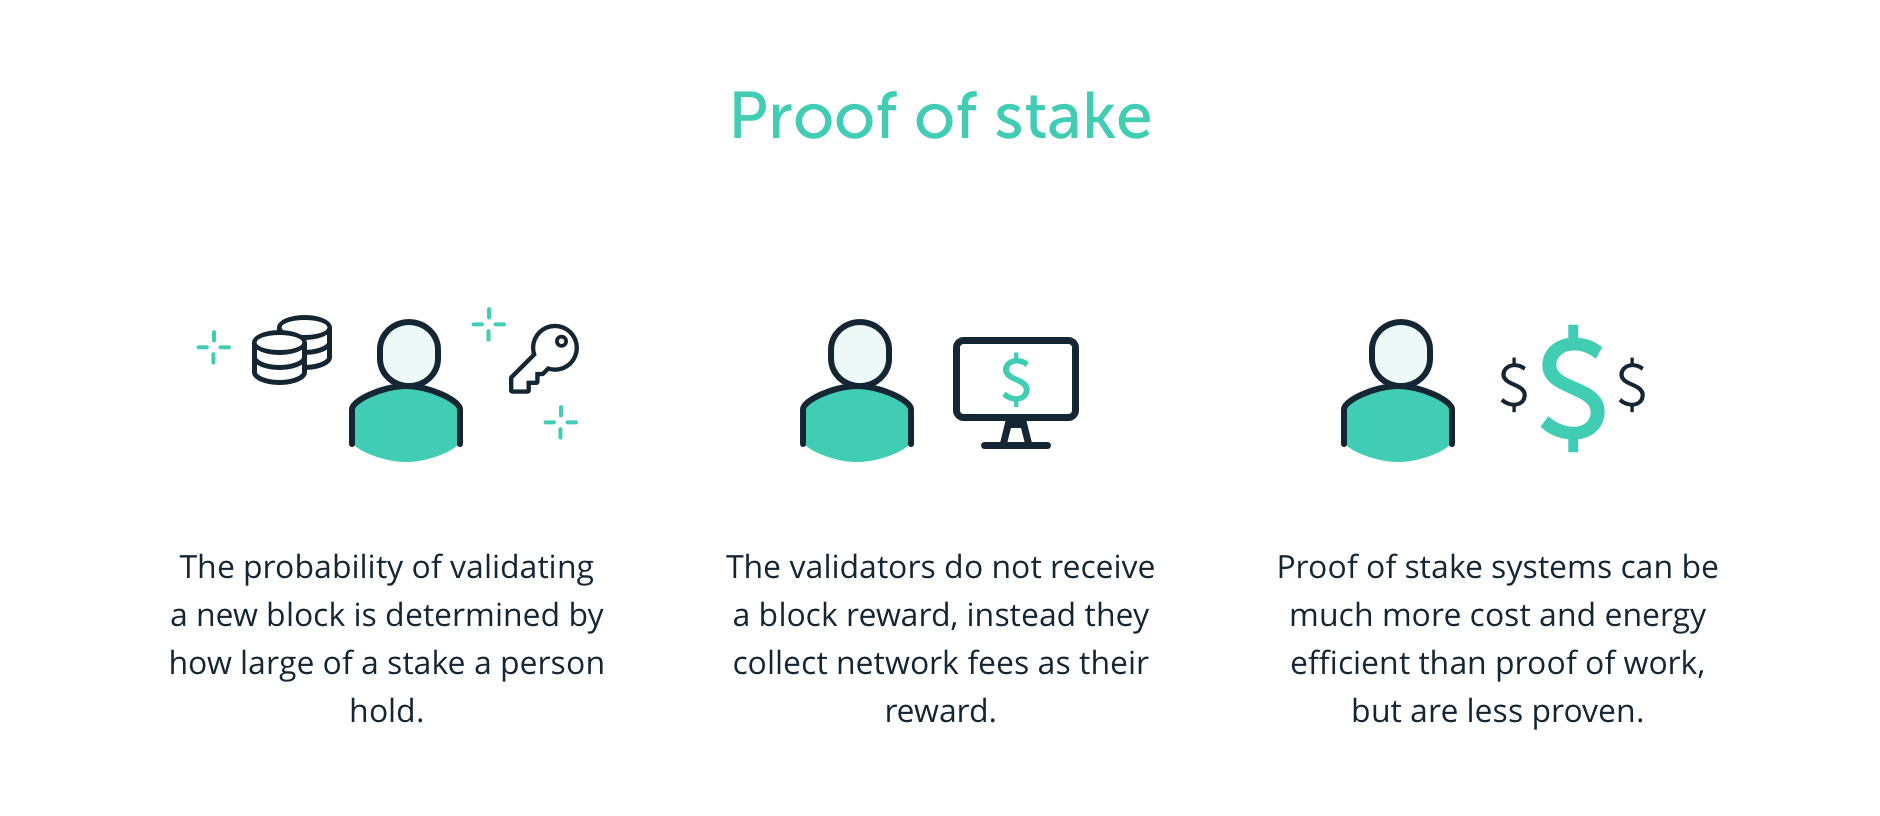 Proof of stake
The probability of validating
a new block is determined by
how large of a stake a person
hold.
The validators do not receive
a block reward, instead they
collect network fees as their
reward.
Proof of stake systems can be
much more cost and energy
efficient than proof of work,
but are less proven.